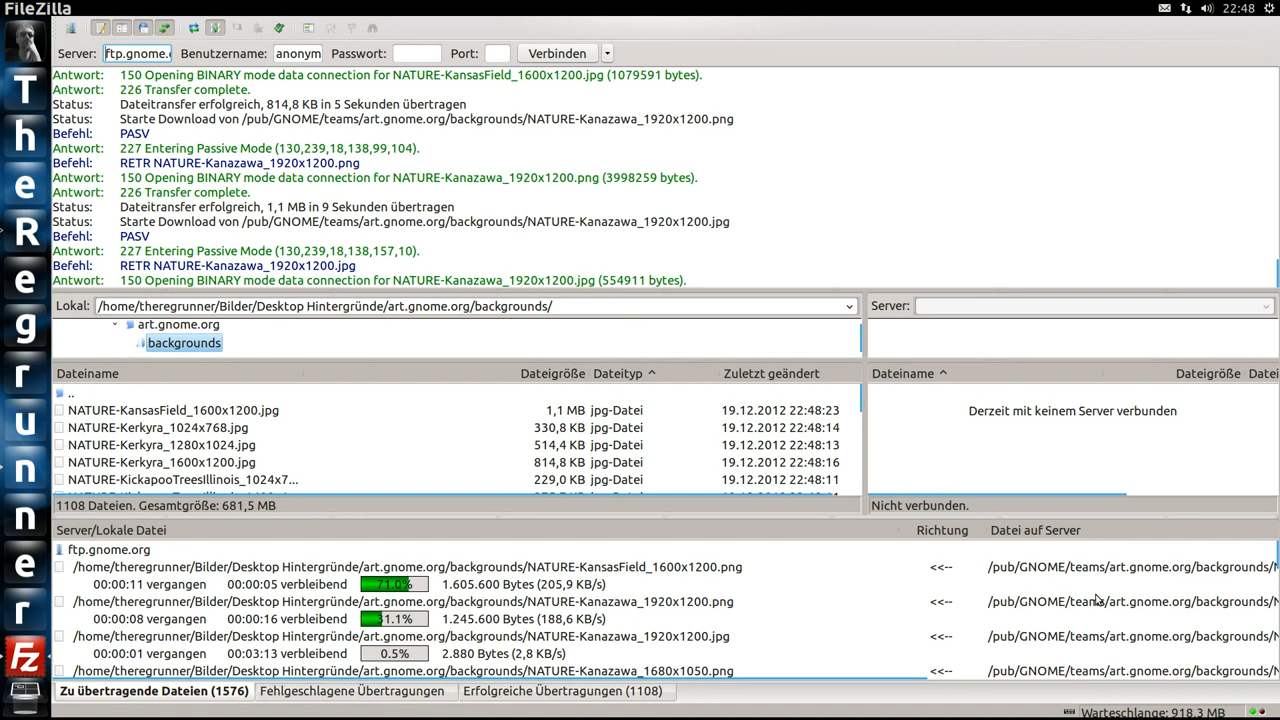 FileZilla
22:48
Server: ftp.gnome. Benutzername: anonym Passwort: Port: Verbinden
Antwort: 150 Opening BINARY mode data connection for NATURE-KansasField_1600x1200.jpg (1079591 bytes).
Antwort: 226 Transfer complete.
Status: Dateitransfer erfolgreich, 814,8 KB in 5 Sekunden übertragen
Status: Starte Download von /pub/GNOME/teams/art.gnome.org/backgrounds/NATURE-Kanazawa_1920x1200.png
Befehl: PASV
Antwort: 227 Entering Passive Mode (130,239,18,138,99,104).
Befehl: RETR NATURE-Kanazawa_1920x1200.png
Antwort: 150 Opening BINARY mode data connection for NATURE-Kanazawa_1920x1200.png (3998259 bytes).
Antwort: 226 Transfer complete.
Status: Dateitransfer erfolgreich, 1,1 MB in 9 Sekunden übertragen
Status: Starte Download von /pub/GNOME/teams/art.gnome.org/backgrounds/NATURE-Kanazawa_1920x1200.jpg
Befehl: PASV
Antwort: 227 Entering Passive Mode (130,239,18,138,157,10).
Befehl: RETR NATURE-Kanazawa_1920x1200.jpg
Antwort: 150 Opening BINARY mode data connection for NATURE-Kanazawa_1920x1200.jpg (554911 bytes).
Lokal: /home/theregrunner/Bilder/Desktop Hintergründe/art.gnome.org/backgrounds/
Server:
art.gnome.org
backgrounds
Dateiname Dateigröße Dateityp Zuletzt geändert
Dateiname Dateigröße Datei
..
NATURE-KansasField_1600x1200.jpg 1,1 MB jpg-Datei 19.12.2012 22:48:23
NATURE-Kerkyra_1024x768.jpg 330,8 KB jpg-Datei 19.12.2012 22:48:14
NATURE-Kerkyra_1280x1024.jpg 514,4 KB jpg-Datei 19.12.2012 22:48:13
NATURE-Kerkyra_1600x1200.jpg 814,8 KB jpg-Datei 19.12.2012 22:48:16
NATURE-KickapooTreesIllinois_1024x7... 229,0 KB jpg-Datei 19.12.2012 22:48:11
Derzeit mit keinem Server verbunden
1108 Dateien. Gesamtgröße: 681,5 MB
Nicht verbunden.
Server/Lokale Datei Richtung Datei auf Server
ftp.gnome.org
/home/theregrunner/Bilder/Desktop Hintergründe/art.gnome.org/backgrounds/NATURE-KansasField_1600x1200.png <<-- /pub/GNOME/teams/art.gnome.org/backgrounds/
00:00:11 vergangen 00:00:05 verbleibend 71.0% 1.605.600 Bytes (205,9 KB/s)
/home/theregrunner/Bilder/Desktop Hintergründe/art.gnome.org/backgrounds/NATURE-Kanazawa_1920x1200.png <<-- /pub/GNOME/teams/art.gnome.org/backgrounds/
00:00:08 vergangen 00:00:16 verbleibend 31.1% 1.245.600 Bytes (188,6 KB/s)
/home/theregrunner/Bilder/Desktop Hintergründe/art.gnome.org/backgrounds/NATURE-Kanazawa_1920x1200.jpg <<-- /pub/GNOME/teams/art.gnome.org/backgrounds/
00:00:01 vergangen 00:03:13 verbleibend 0.5% 2.880 Bytes (2,8 KB/s)
/home/theregrunner/Bilder/Desktop Hintergründe/art.gnome.org/backgrounds/NATURE-Kanazawa_1680x1050.png <<-- /pub/GNOME/teams/art.gnome.org/backgrounds/
Zu übertragende Dateien (1576) Fehlgeschlagene Übertragungen Erfolgreiche Übertragungen (1108)
Warteschlange: 918,3 MB
T
h
e
R
e
g
r
u
n
n
e
r
Fz